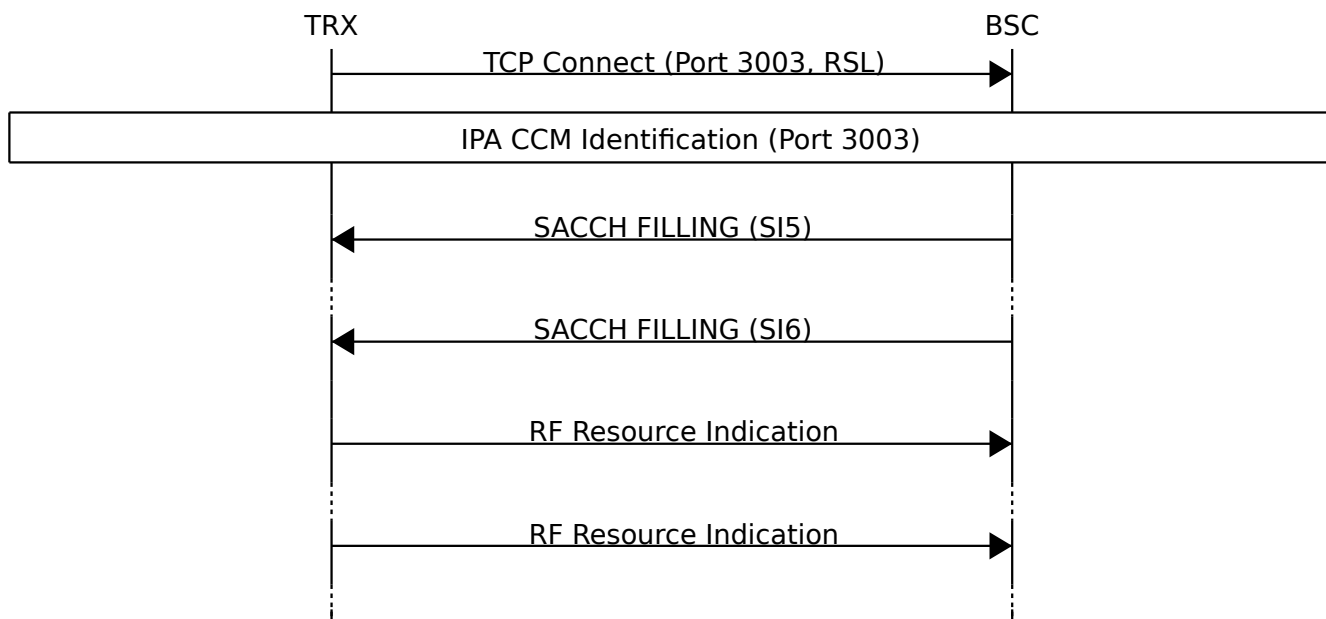 TRX
BSC
TCP Connect (Port 3003, RSL)
IPA CCM Identification (Port 3003)
SACCH FILLING (SI5)
SACCH FILLING (SI6)
RF Resource Indication
RF Resource Indication